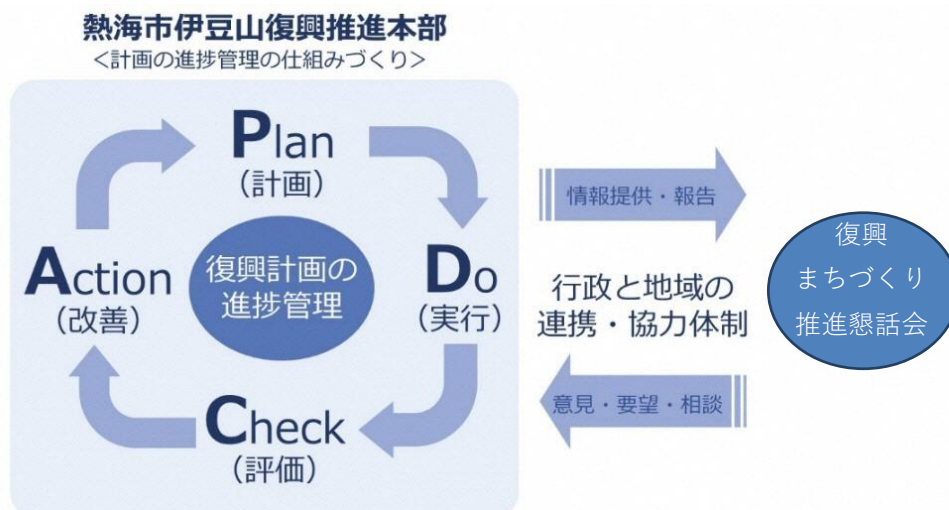 熱海市伊豆山復興推進本部
＜計画の進捗管理の仕組みづくり＞
Plan
(計画)
Do
(実行)
Check
(評価)
Action
(改善)
復興計画の
進捗管理
情報提供・報告
行政と地域の
連携・協力体制
意見・要望・相談
復興
まちづくり
推進懇話会